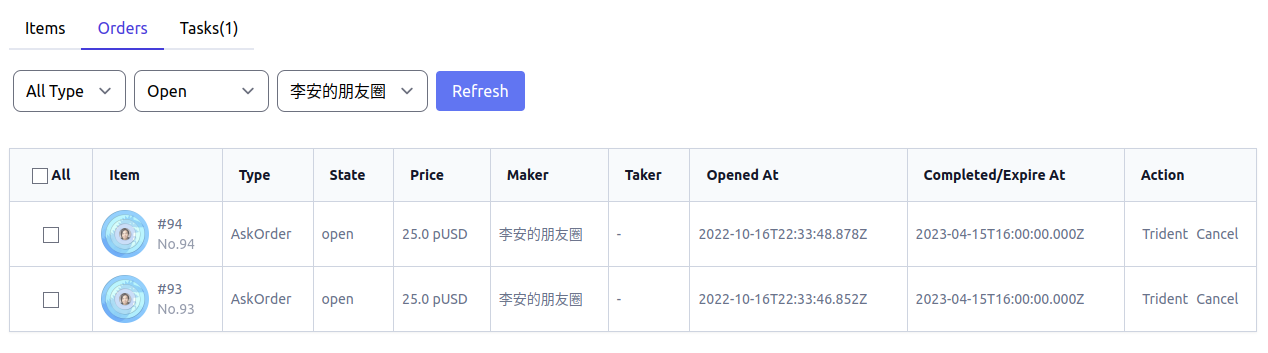 Items Orders Tasks(1)
All Type Open 李安的朋友圈 Refresh
All Item Type State Price Maker Taker Opened At Completed/Expire At Action
#94
No.94
AskOrder open 25.0 pUSD 李安的朋友圈 - 2022-10-16T22:33:48.878Z 2023-04-15T16:00:00.000Z Trident Cancel
#93
No.93
AskOrder open 25.0 pUSD 李安的朋友圈 - 2022-10-16T22:33:46.852Z 2023-04-15T16:00:00.000Z Trident Cancel